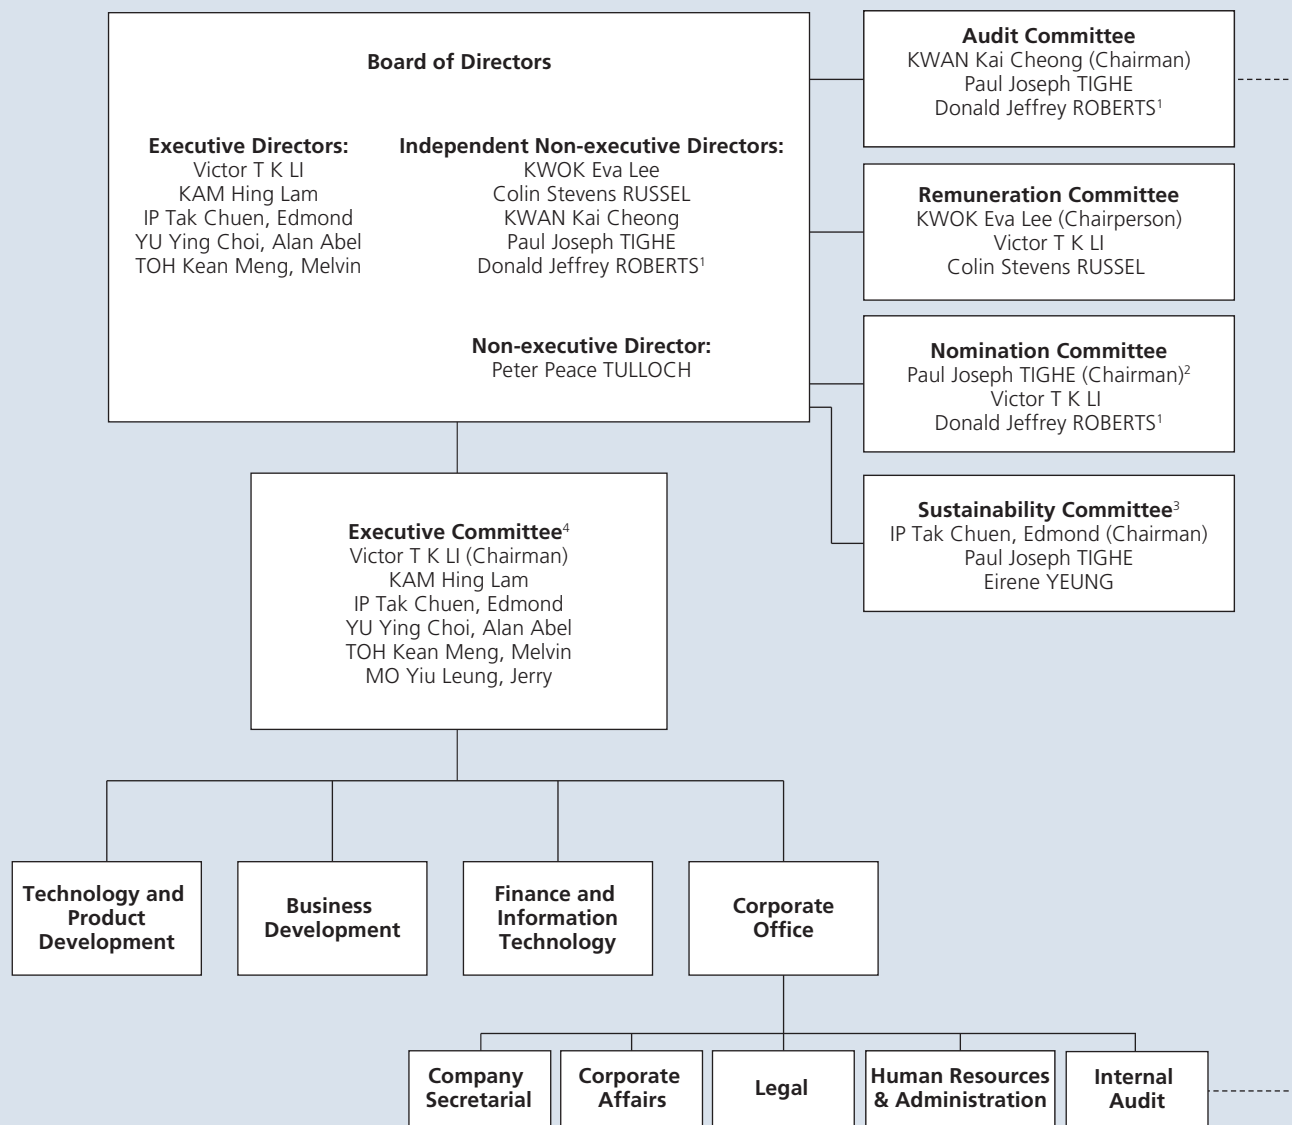 Board of Directors
Executive Directors:
Victor T K LI
KAM Hing Lam
IP Tak Chuen, Edmond
YU Ying Choi, Alan Abel
TOH Kean Meng, Melvin
Independent Non-executive Directors:
KWOK Eva Lee
Colin Stevens RUSSEL
KWAN Kai Cheong
Paul Joseph TIGHE
Donald Jeffrey ROBERTS¹
Non-executive Director:
Peter Peace TULLOCH
Audit Committee
KWAN Kai Cheong (Chairman)
Paul Joseph TIGHE
Donald Jeffrey ROBERTS¹
Remuneration Committee
KWOK Eva Lee (Chairperson)
Victor T K LI
Colin Stevens RUSSEL
Nomination Committee
Paul Joseph TIGHE (Chairman)²
Victor T K LI
Donald Jeffrey ROBERTS¹
Sustainability Committee³
IP Tak Chuen, Edmond (Chairman)
Paul Joseph TIGHE
Eirene YEUNG
Executive Committee⁴
Victor T K LI (Chairman)
KAM Hing Lam
IP Tak Chuen, Edmond
YU Ying Choi, Alan Abel
TOH Kean Meng, Melvin
MO Yiu Leung, Jerry
Technology and
Product
Development
Business
Development
Finance and
Information
Technology
Corporate
Office
Company
Secretarial
Corporate
Affairs
Legal
Human Resources
& Administration
Internal
Audit